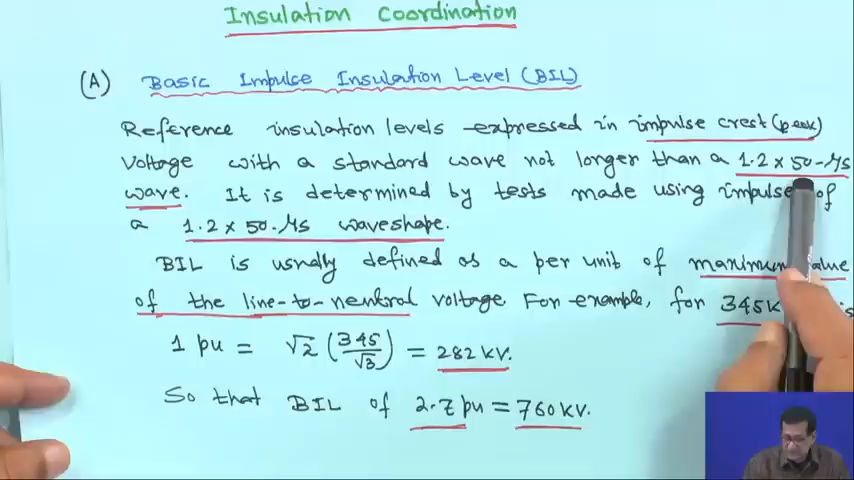 Insulation Coordination
(A) Basic Impulse Insulation Level (BIL)
Reference insulation levels expressed in impulse crest (peak)
Voltage with a standard wave not longer than a 1.2 x 50-μs
wave. It is determined by tests made using impulse of
a 1.2 x 50-μs waveshape.
BIL is usually defined as a per unit of maximum value
of the line-to-neutral voltage For example, for 345k
1 pu = √2 (345/√3) = 282 kV.
So that BIL of 2.7 pu = 760 kV.